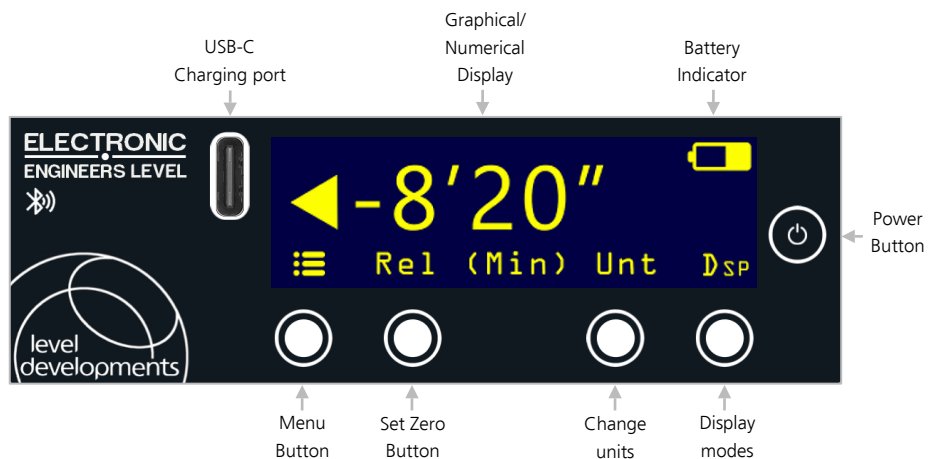 Graphical/
Numerical
Display
USB-C
Charging port
Battery
Indicator
ELECTRONIC
ENGINEERS LEVEL
-8'20"
Rel (Min) Unt DSP
Power
Button
level
developments
Menu
Button
Set Zero
Button
Change
units
Display
modes